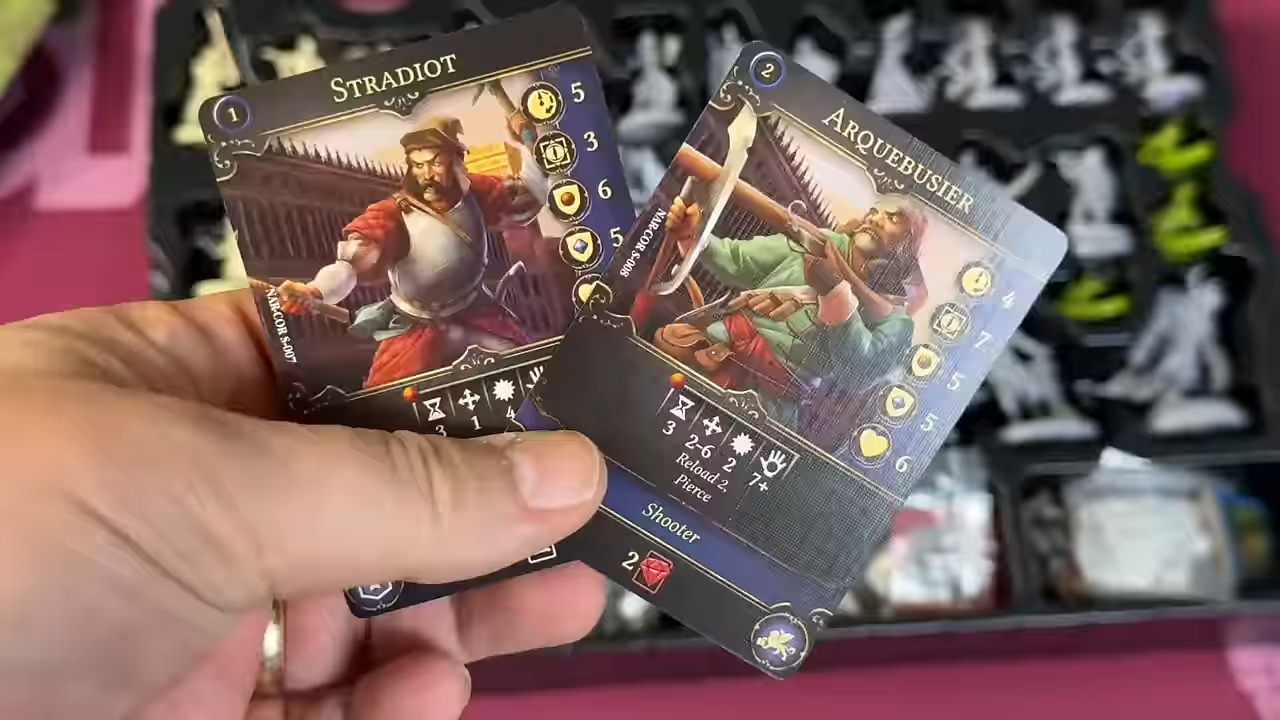 1
STRADIOT
5
3
6
5
NAR-COR S-007
3 1 4
2
ARQUEBUSIER
NAR-COR S-008
4
7
5
5
6
3 2-6 2 7+
Reload 2,
Pierce
Shooter
2